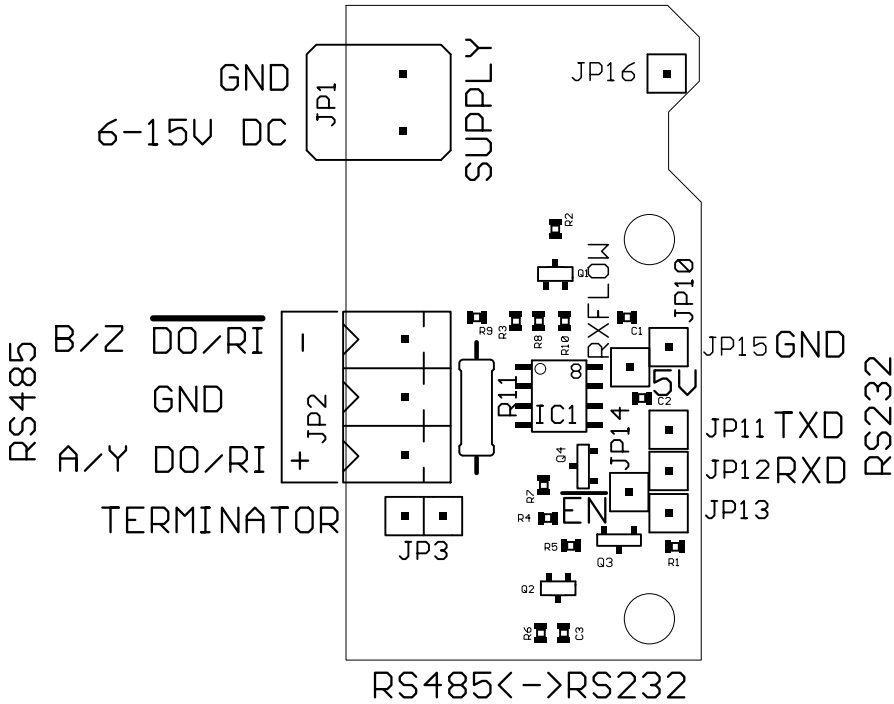 GND
JP1
SUPPLY
JP16
6-15V DC
R2
Q1
RXFLOW
JP10
RS485
B/Z DO/RI
-
R9
R3
R8
R10
C1
JP15 GND
5V
RS232
GND
JP2
R11
8
IC1
C2
JP14
JP11 TXD
A/Y DO/RI
+
Q4
JP12 RXD
R7
EN
JP13
TERMINATOR
JP3
R4
R5
Q3
R1
Q2
R6
C3
RS485<->RS232